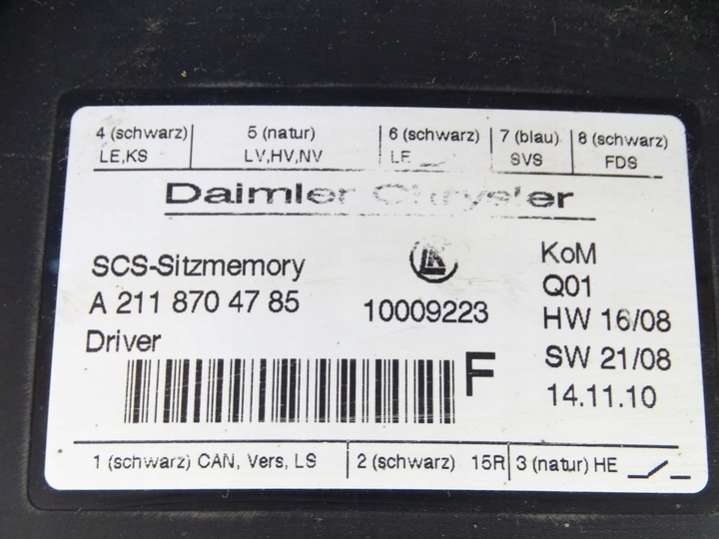 4 (schwarz) 5 (natur) 6 (schwarz) 7 (blau) 8 (schwarz)
LE,KS LV,HV,NV LF SVS FDS
Daimler Chrysler
SCS-Sitzmemory KoM
A 211 870 47 85 10009223 Q01
Driver HW 16/08
F SW 21/08
14.11.10
1 (schwarz) CAN, Vers, LS 2 (schwarz) 15R 3 (natur) HE